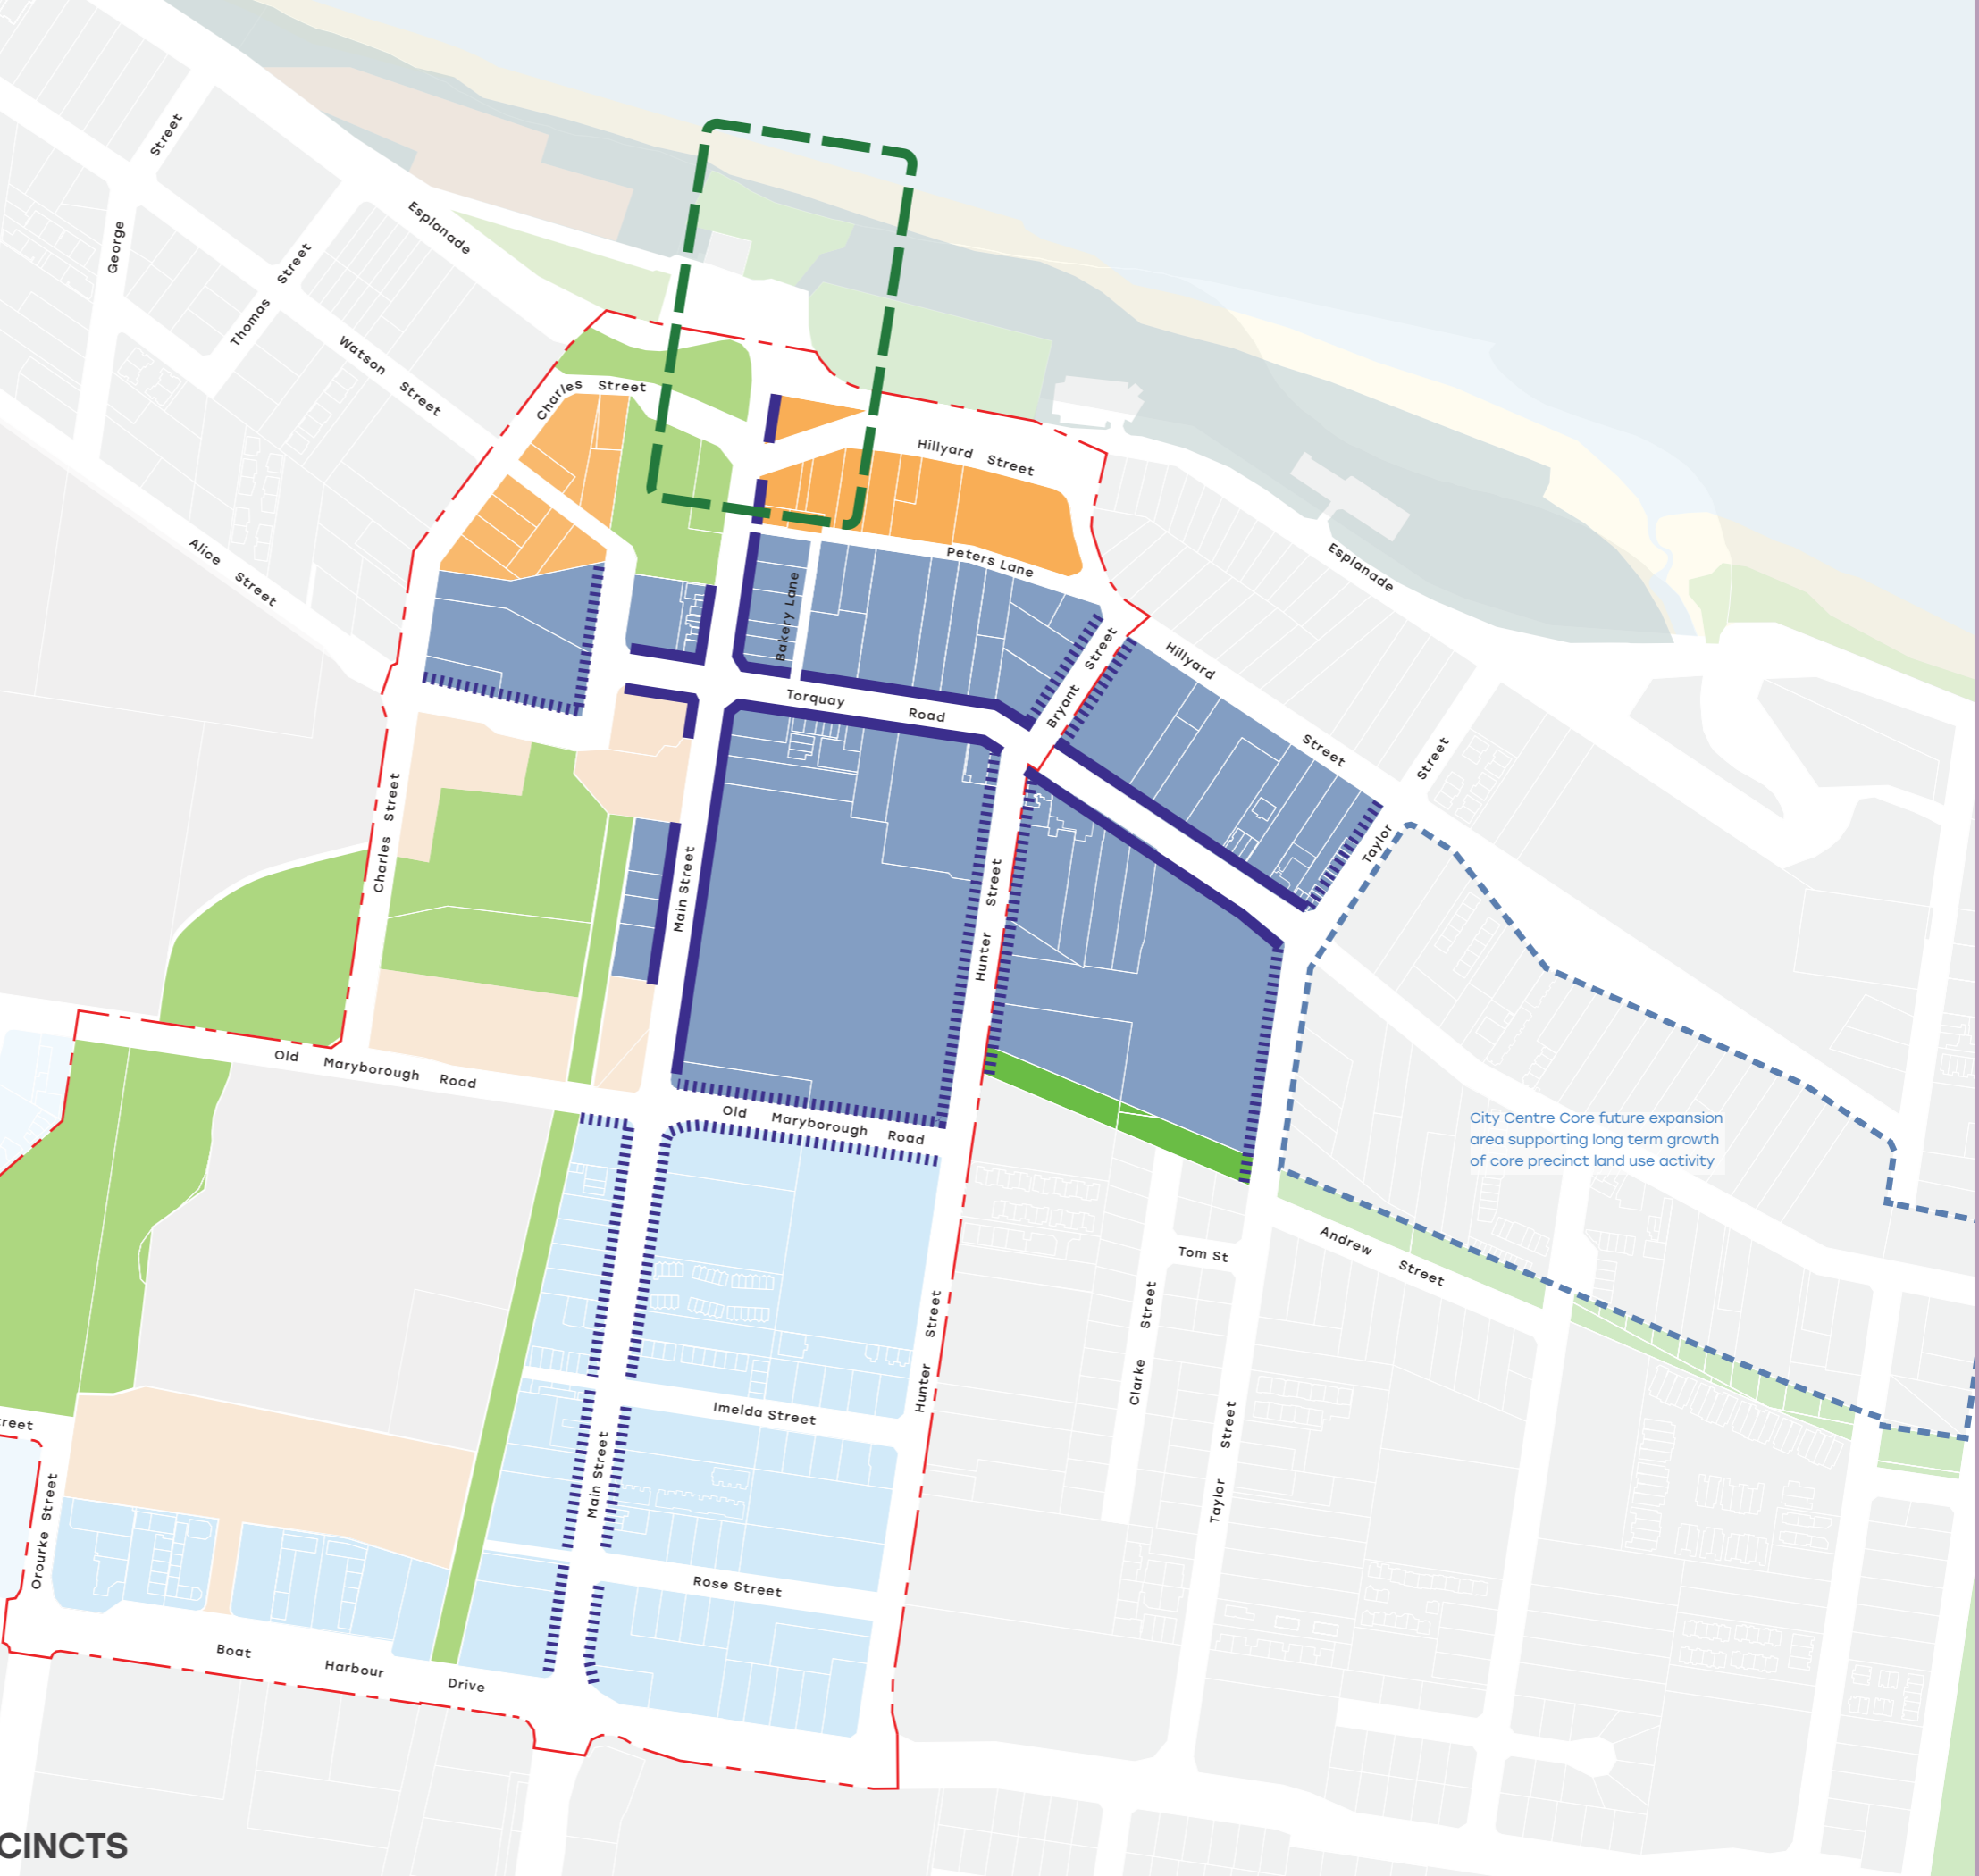 Street
George
Thomas Street
Esplanade
Watson Street
Charles Street
Hillyard Street
Alice Street
Peters Lane
Esplanade
Bakery Lane
Bryant Street
Hillyard
Street
Torquay Road
Taylor Street
Charles Street
Main Street
Hunter Street
Old Maryborough Road
Old Maryborough Road
City Centre Core future expansion
area supporting long term growth
of core precinct land use activity
Tom St
Andrew Street
Clarke Street
Hunter Street
Taylor Street
Imelda Street
Main Street
reet
Orourke Street
Rose Street
Boat Harbour Drive
CINCTS